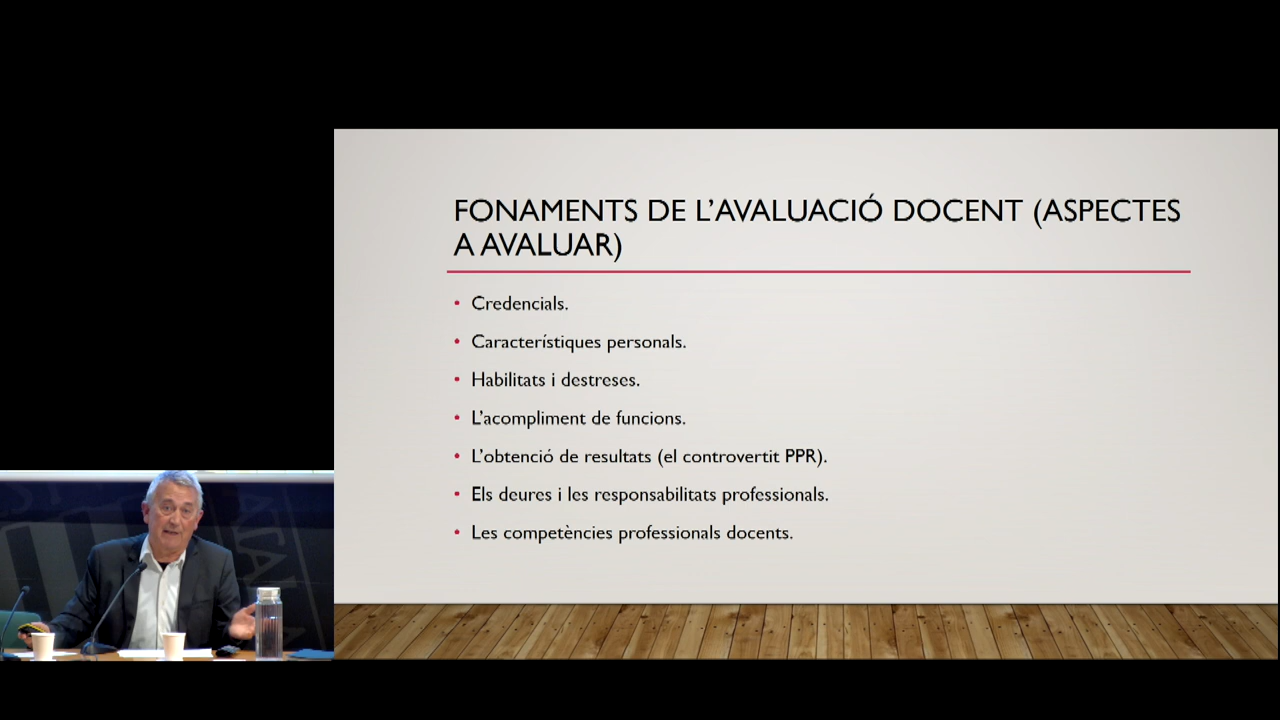 FONAMENTS DE L'AVALUACIÓ DOCENT (ASPECTES
A AVALUAR)
• Credencials.
• Característiques personals.
• Habilitats i destreses.
• L'acompliment de funcions.
• L'obtenció de resultats (el controvertit PPR).
• Els deures i les responsabilitats professionals.
• Les competències professionals docents.